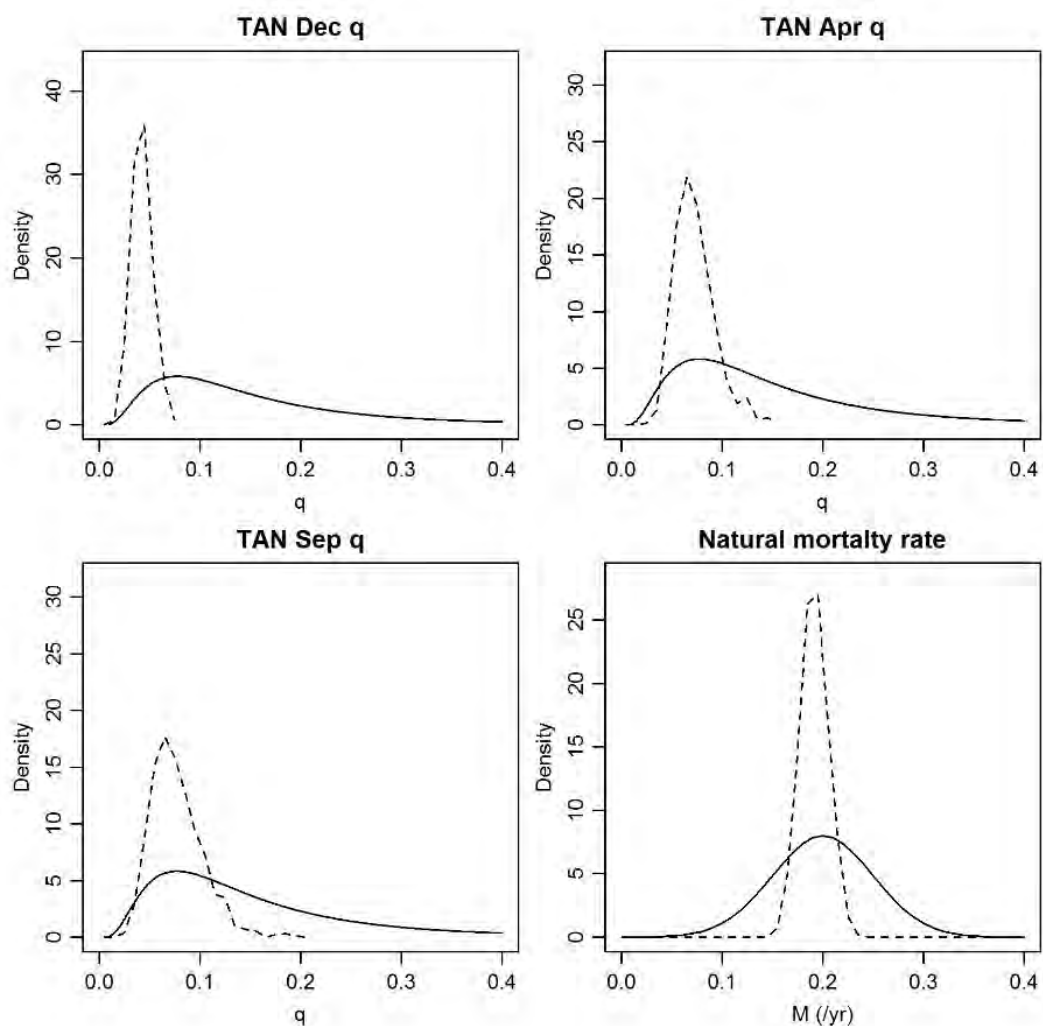 TAN Dec q
Density
0 10 20 30 40
0.0 0.1 0.2 0.3 0.4
q
TAN Apr q
Density
0 5 10 15 20 25 30
0.0 0.1 0.2 0.3 0.4
q
TAN Sep q
Density
0 5 10 15 20 25 30
0.0 0.1 0.2 0.3 0.4
q
Natural mortalty rate
Density
0 5 10 15 20 25
0.0 0.1 0.2 0.3 0.4
M (/yr)